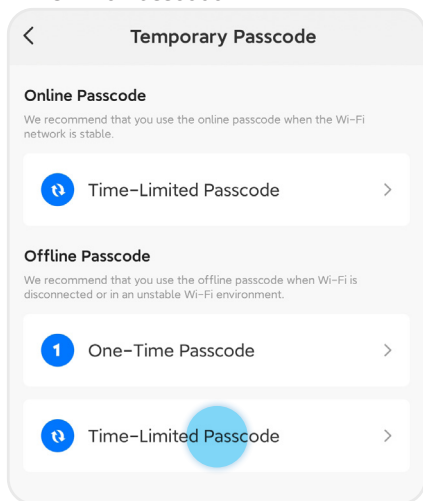 Temporary Passcode
Online Passcode
We recommend that you use the online passcode when the Wi-Fi
network is stable.
Time-Limited Passcode
Offline Passcode
We recommend that you use the offline passcode when Wi-Fi is
disconnected or in an unstable Wi-Fi environment.
1 One-Time Passcode
Time-Limited Passcode